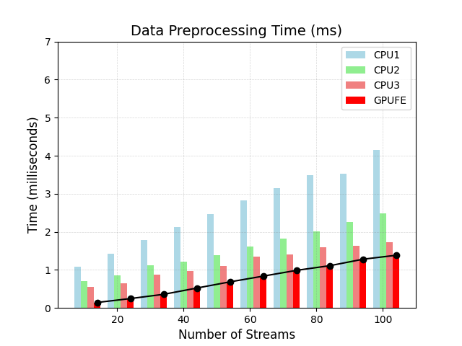 Data Preprocessing Time (ms)
7
6
5
4
3
2
1
0
Time (milliseconds)
CPU1
CPU2
CPU3
GPUFE
20
40
60
80
100
Number of Streams